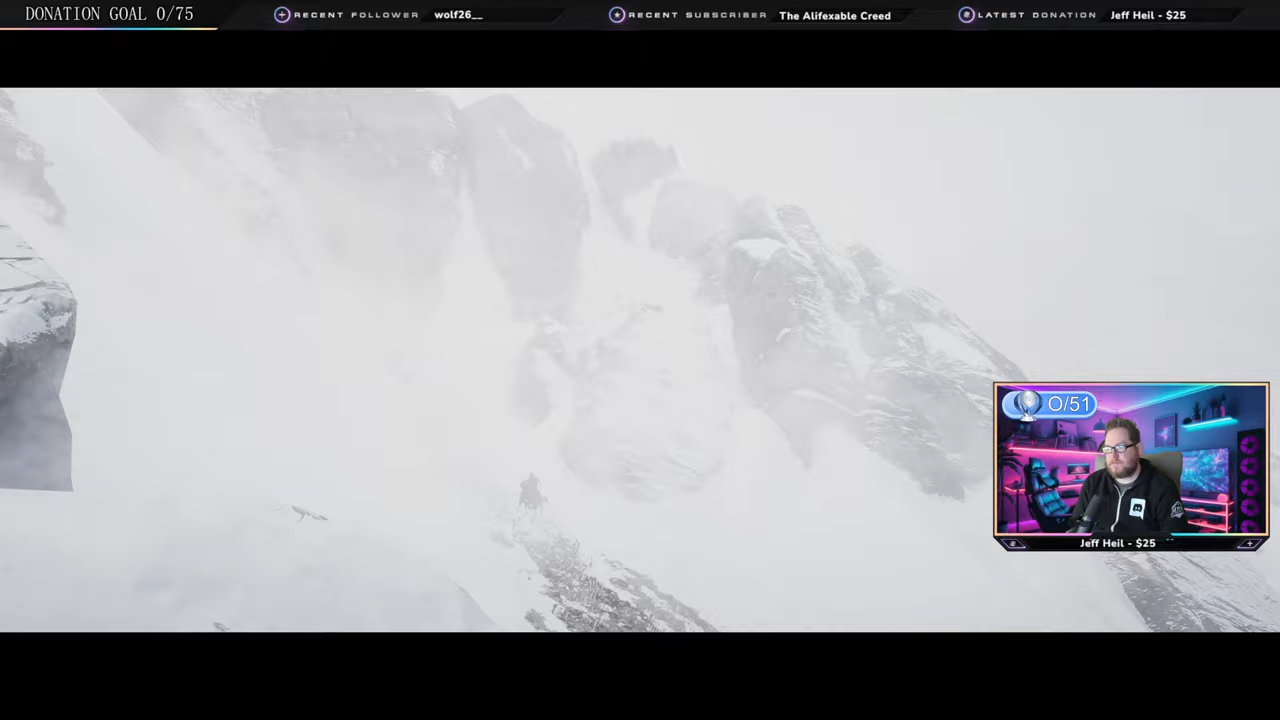 DONATION GOAL 0/75
RECENT FOLLOWER wolf26__
RECENT SUBSCRIBER The Alifexable Creed
LATEST DONATION Jeff Heil - $25
0/51
Jeff Heil - $25